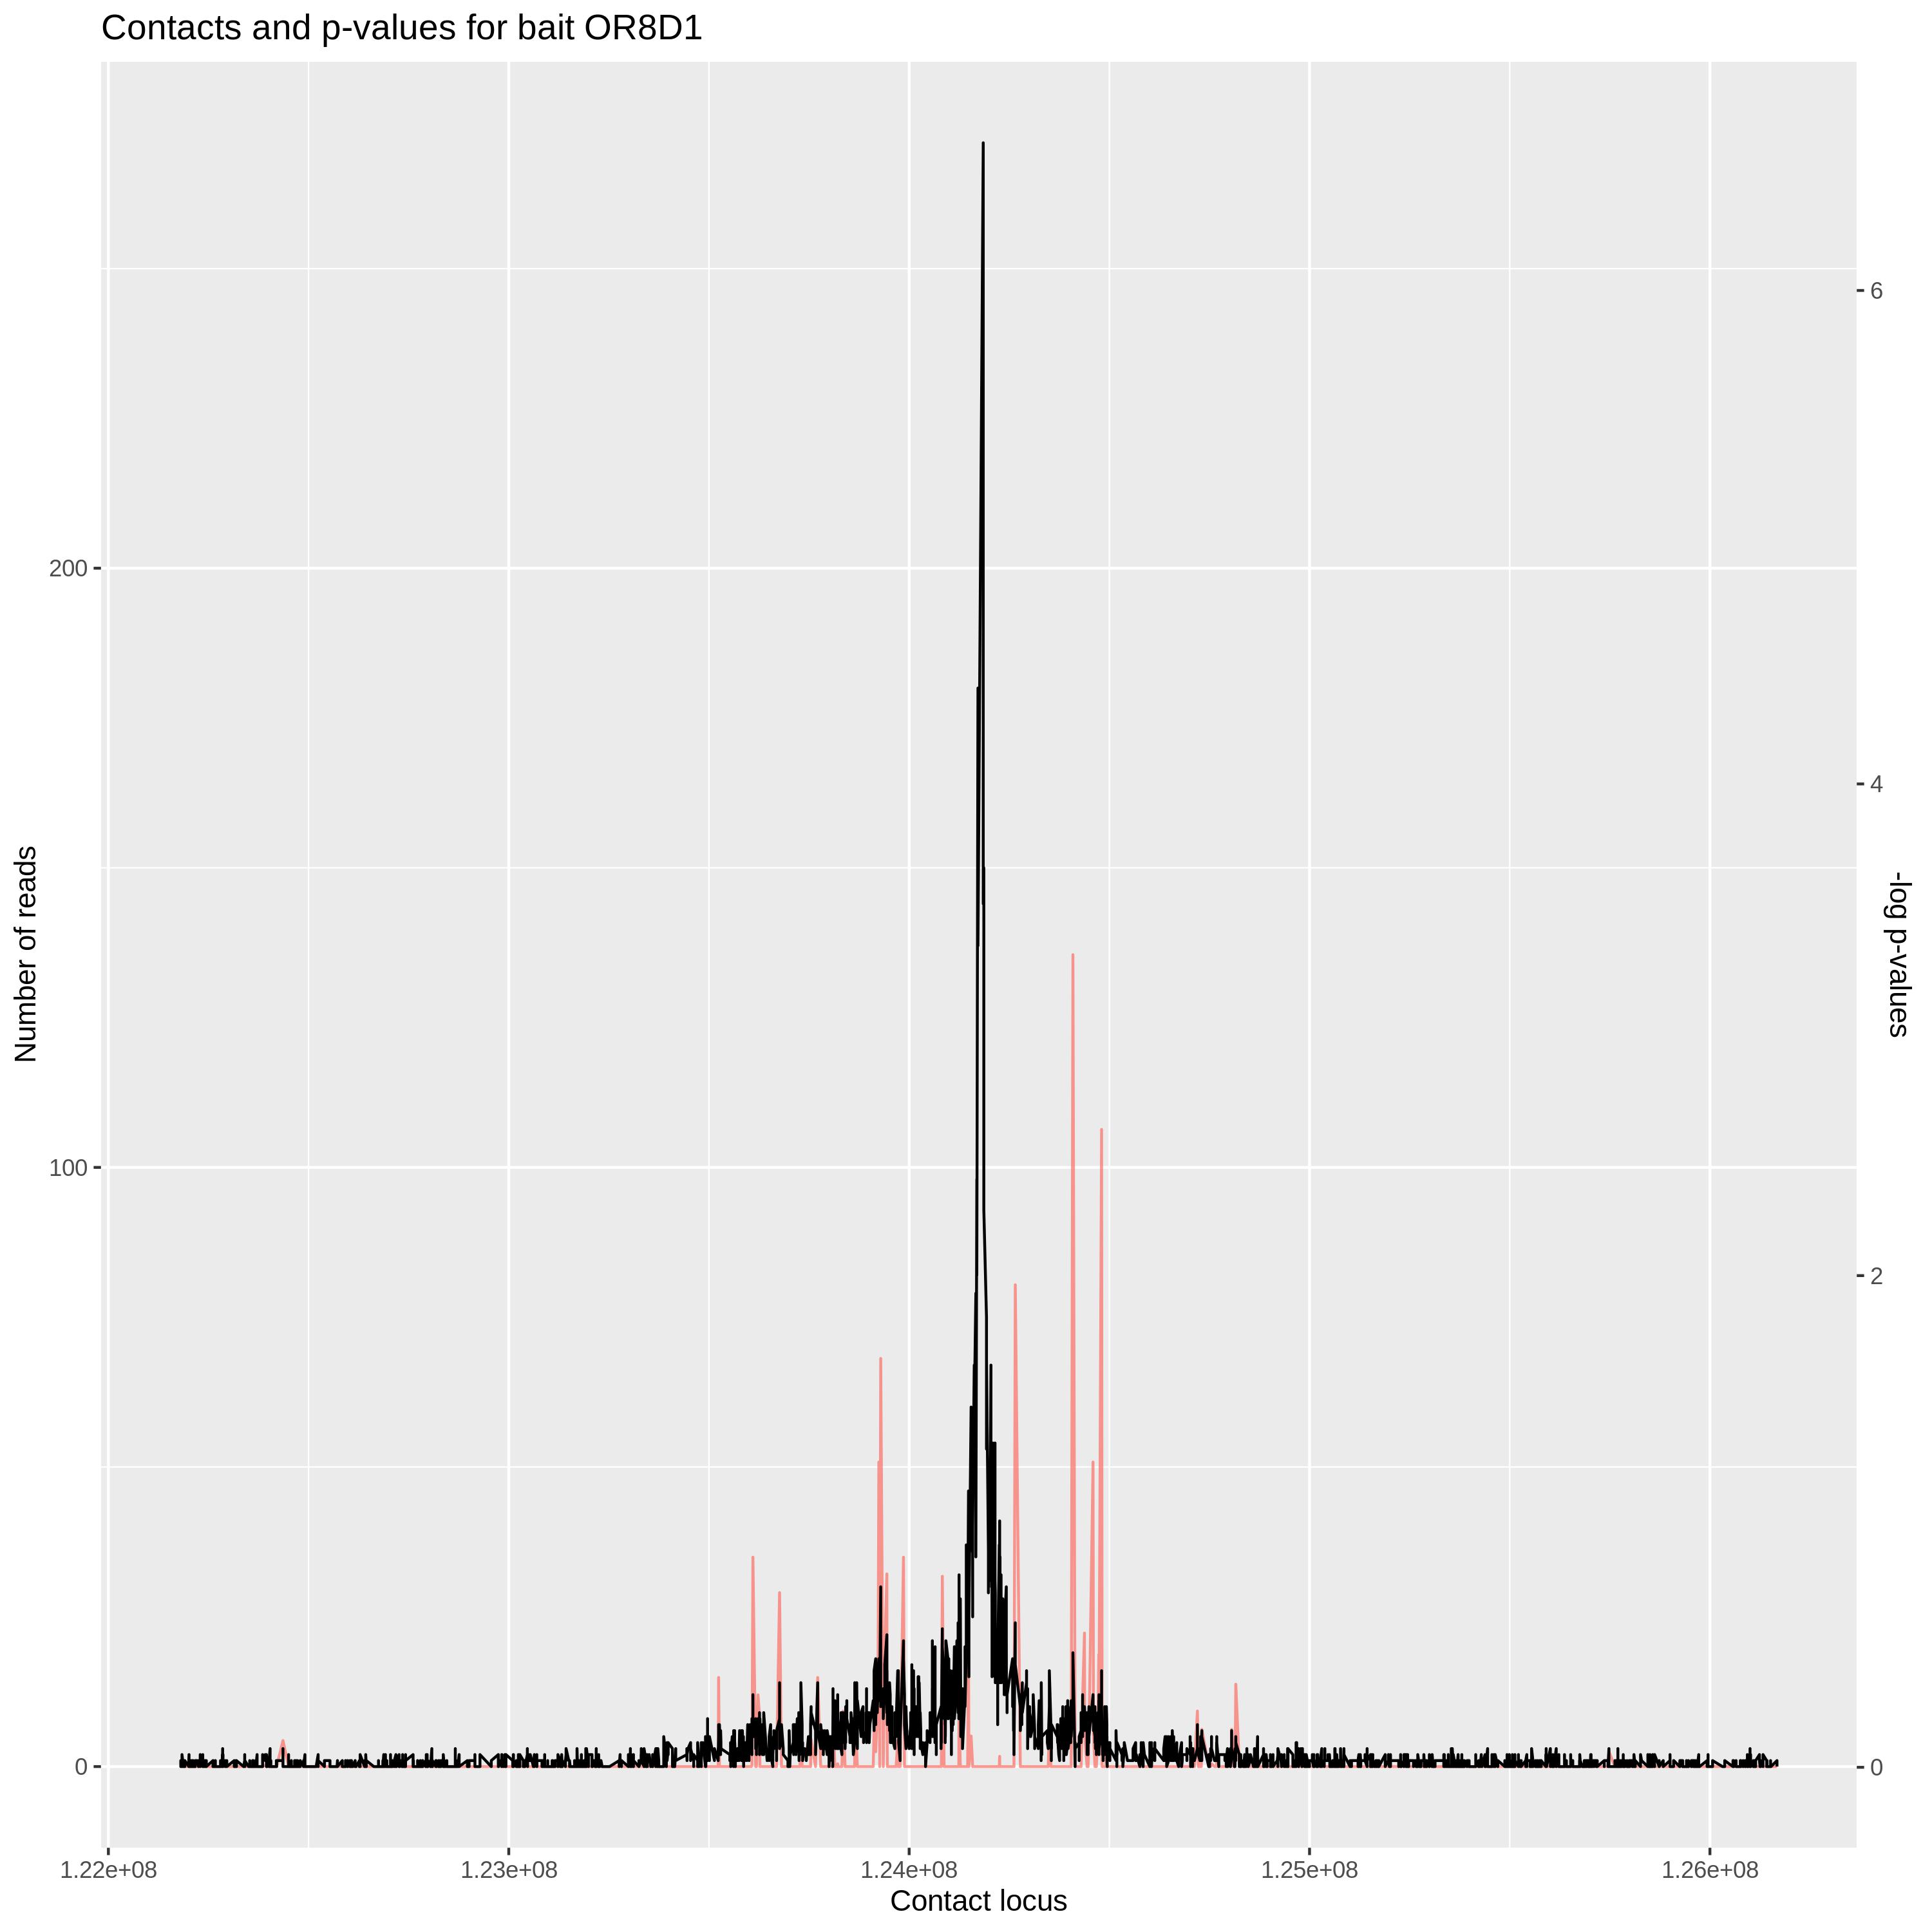 Contacts and p-values for bait OR8D1
Number of reads
200
100
0
6
4
2
0
-log p-values
1.22e+08
1.23e+08
1.24e+08
1.25e+08
1.26e+08
Contact locus